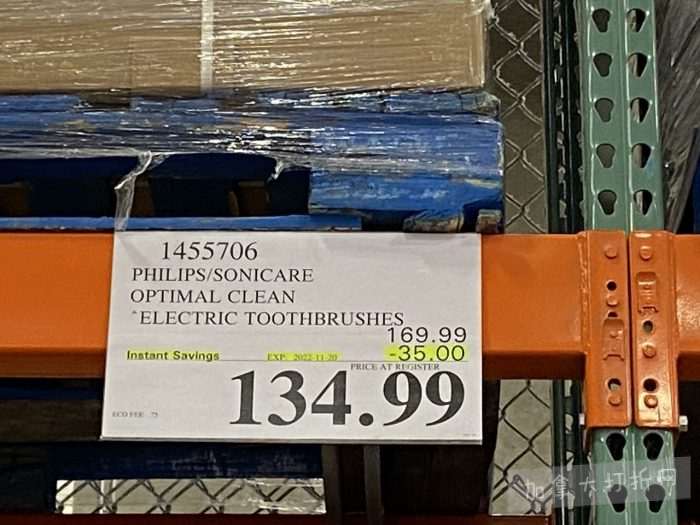 1455706
PHILIPS/SONICARE
OPTIMAL CLEAN
*ELECTRIC TOOTHBRUSHES
169.99
Instant Savings EXP. 2022-11-20 -35.00
PRICE AT REGISTER
134.99
ECO FEE: .75
加拿大打折网